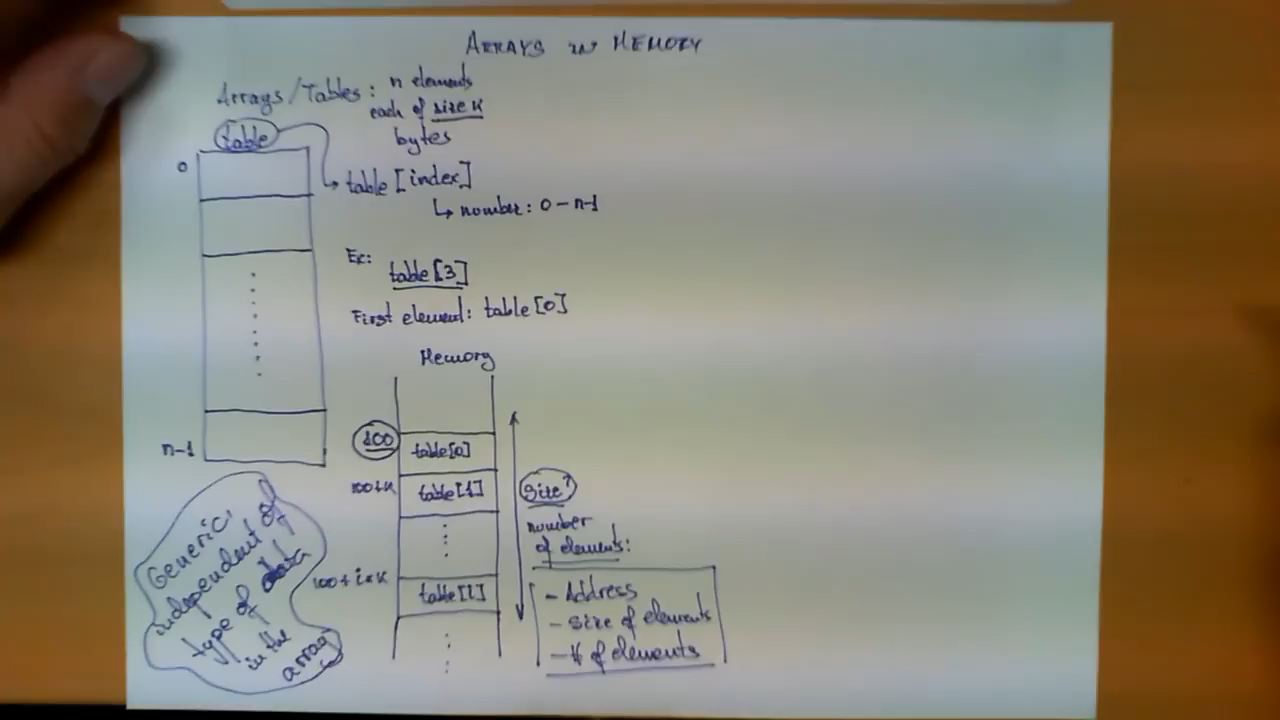 ARRAYS IN MEMORY
Arrays/Tables: n elements
each of size K
bytes
table
0
table [index]
↳ number: 0-n-1
Ex:
table[3]
First element: table[0]
n-1
Memory
100
table[0]
100+K
table[1]
100+i*K
table[i]
Size?
number
of elements:
- Address
- Size of elements
- # of elements
Generic,
independent of
type of data
in the
array